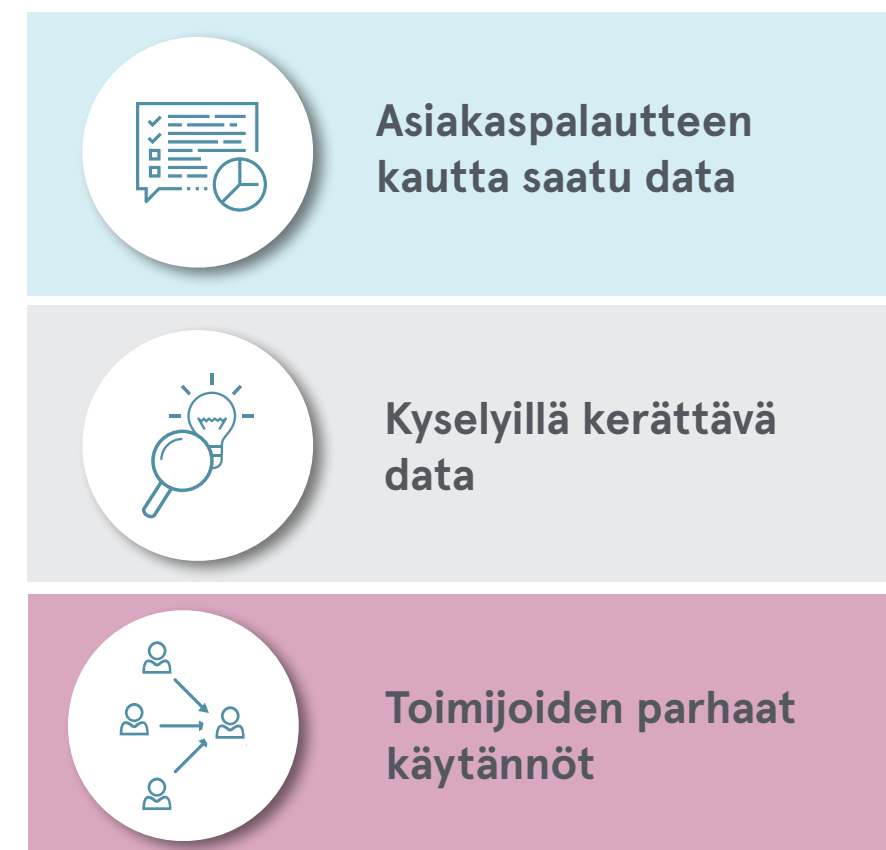 Asiakaspalautteen
kautta saatu data
Kyselyillä kerättävä
data
Toimijoiden parhaat
käytännöt